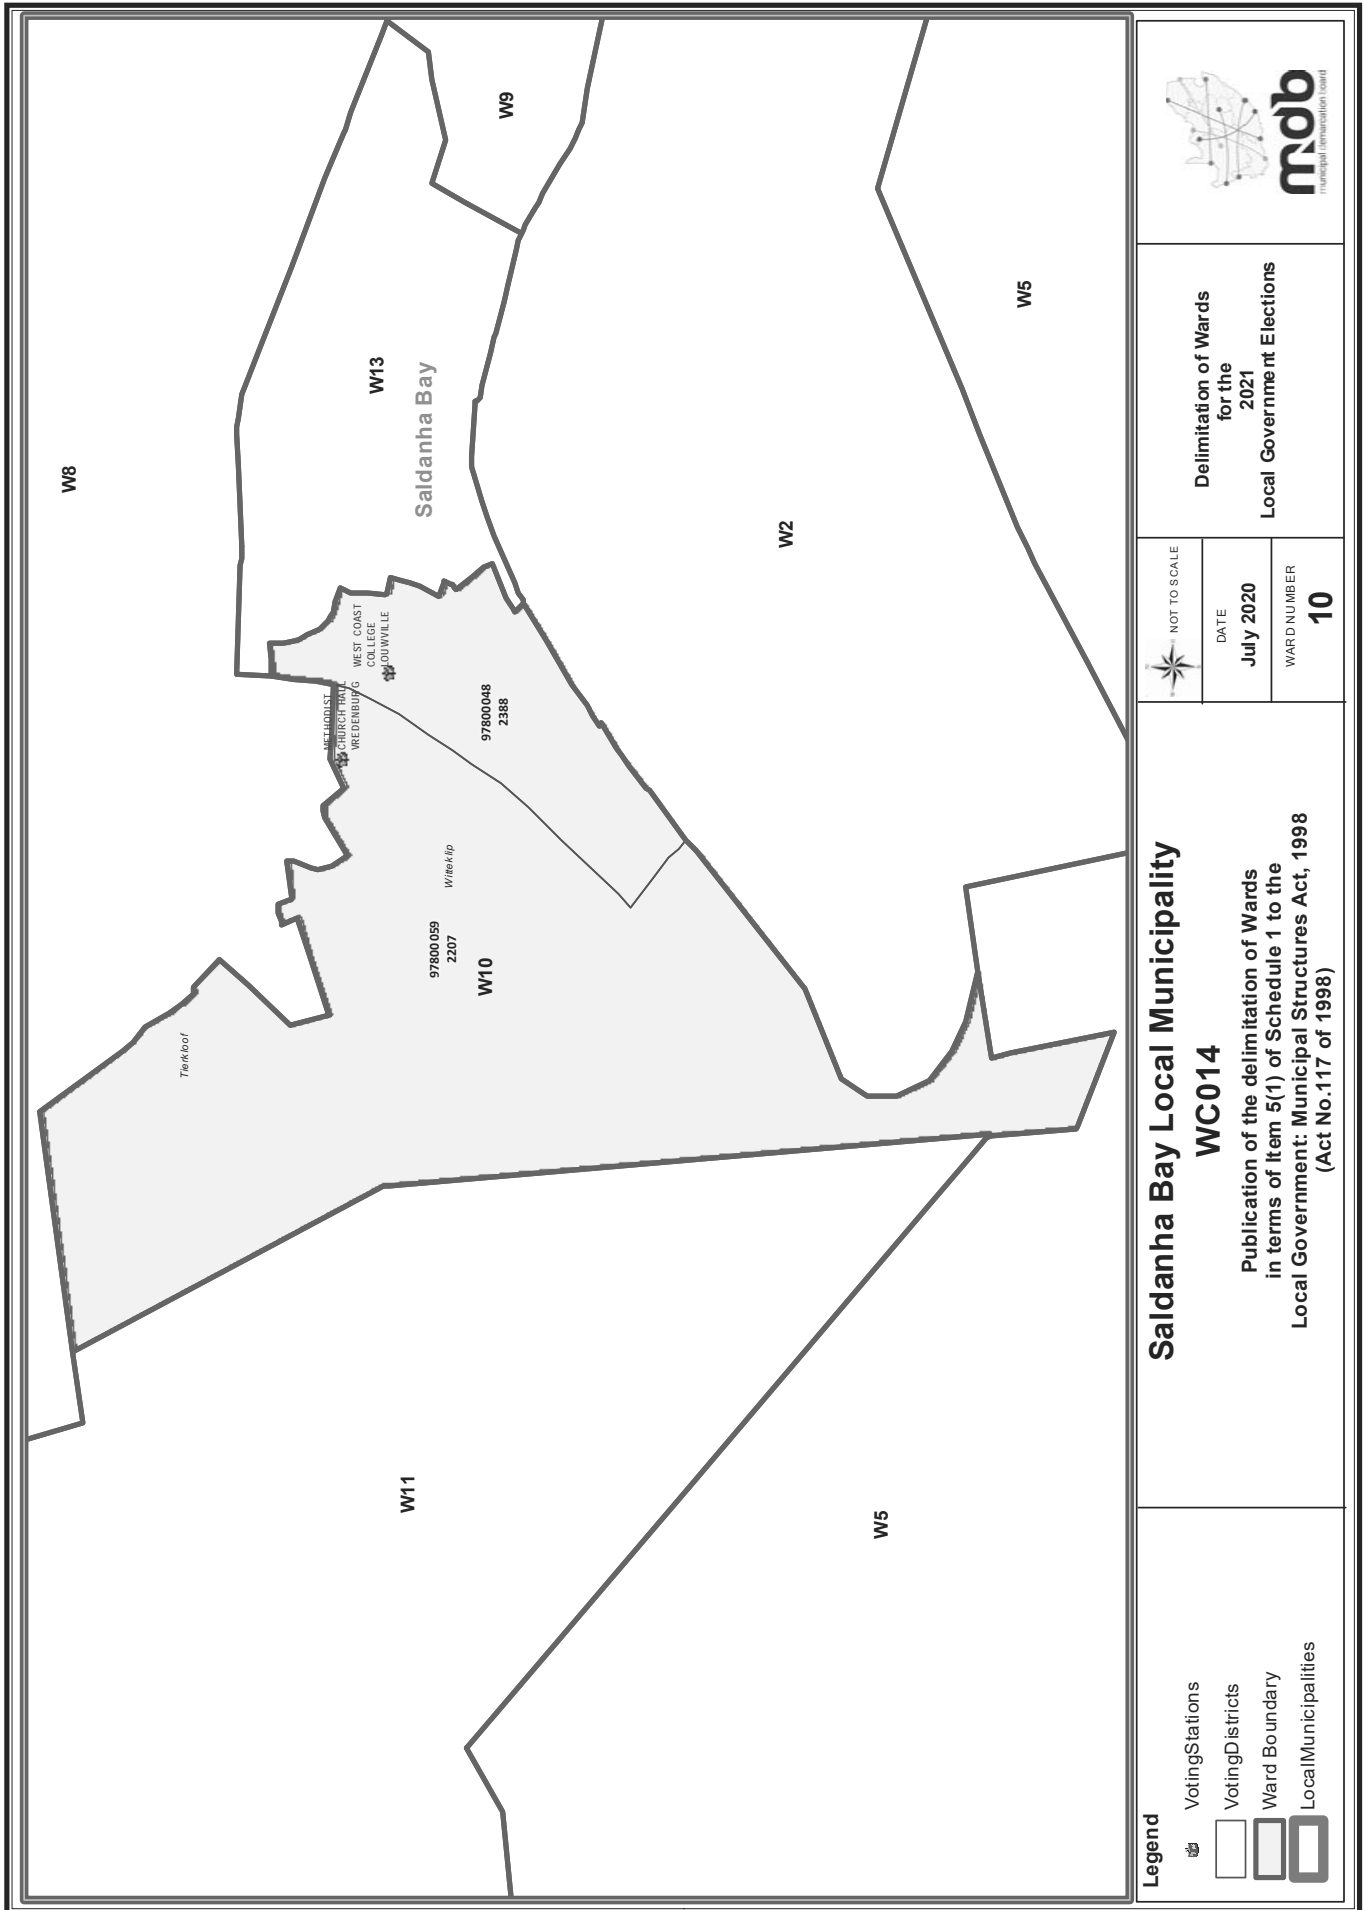 W8
W13
Saldanha Bay
W9
W2
W5
METHODIST
CHURCH HALL
VREDENBURG
WEST COAST
COLLEGE
LOUWVILLE
97800048
2388
Witteklip
97800059
2207
W10
Tierkloof
W11
W5
Legend
VotingStations
VotingDistricts
Ward Boundary
LocalMunicipalities
Saldanha Bay Local Municipality
WC014
Publication of the delimitation of Wards
in terms of Item 5(1) of Schedule 1 to the
Local Government: Municipal Structures Act, 1998
(Act No.117 of 1998)
NOT TO SCALE
DATE
July 2020
WARD NUMBER
10
Delimitation of Wards
for the
2021
Local Government Elections
mdb
municipal demarcation board